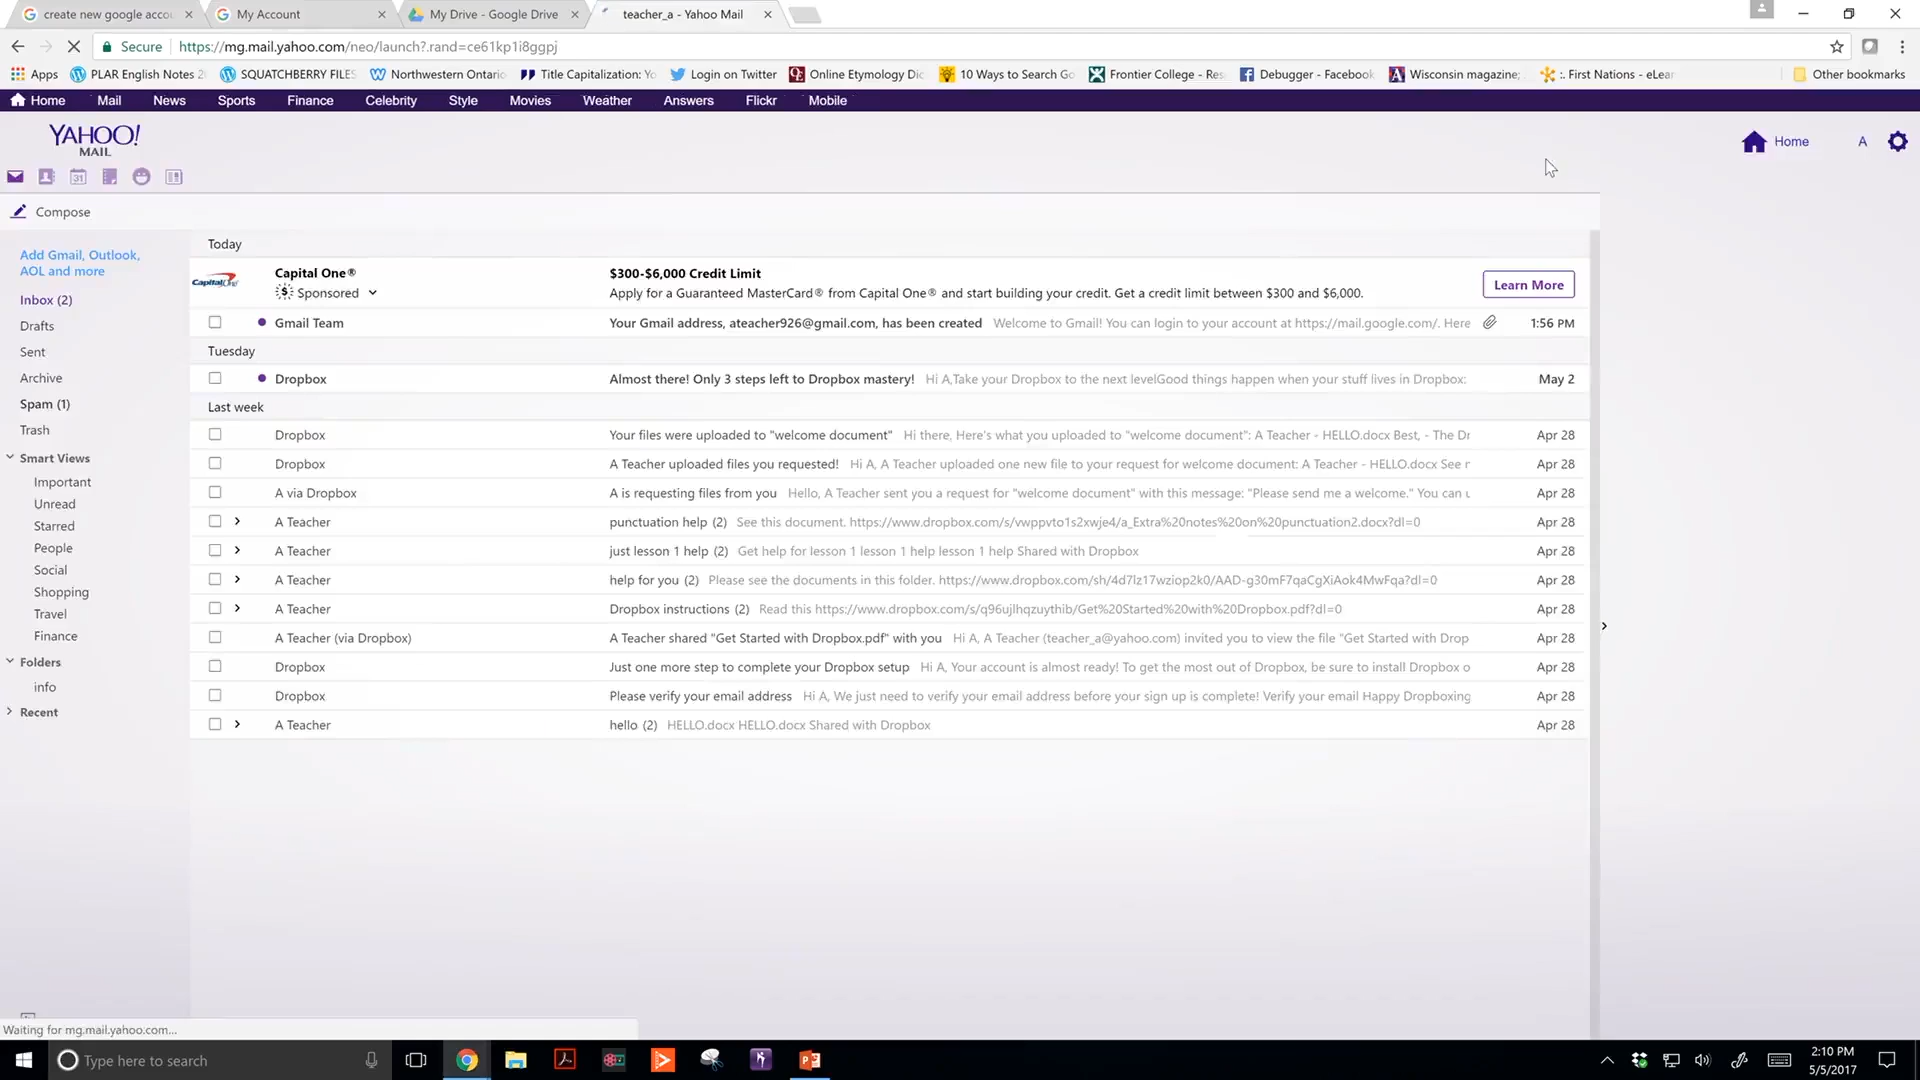 create new google accou
My Account
My Drive - Google Drive
teacher_a - Yahoo Mail
Secure
https://mg.mail.yahoo.com/neo/launch?.rand=ce61kp1i8ggpj
Apps
PLAR English Notes 2
SQUATCHBERRY FILES
Northwestern Ontario
Title Capitalization: Yo
Login on Twitter
Online Etymology Dic
10 Ways to Search Go
Frontier College - Res
Debugger - Facebook
Wisconsin magazine;
:. First Nations - eLear
Other bookmarks
Home Mail News Sports Finance Celebrity Style Movies Weather Answers Flickr Mobile
YAHOO!
MAIL
Home
A
31
Compose
Add Gmail, Outlook,
AOL and more
Inbox (2)
Drafts
Sent
Archive
Spam (1)
Trash
Smart Views
Important
Unread
Starred
People
Social
Shopping
Travel
Finance
Folders
info
Recent
Today
Capital One
Capital One® $300-$6,000 Credit Limit
Sponsored Apply for a Guaranteed MasterCard® from Capital One® and start building your credit. Get a credit limit between $300 and $6,000.
Learn More
Gmail Team Your Gmail address, ateacher926@gmail.com, has been created Welcome to Gmail! You can login to your account at https://mail.google.com/. Here 1:56 PM
Tuesday
Dropbox Almost there! Only 3 steps left to Dropbox mastery! Hi A,Take your Dropbox to the next levelGood things happen when your stuff lives in Dropbox: May 2
Last week
Dropbox Your files were uploaded to "welcome document" Hi there, Here's what you uploaded to "welcome document": A Teacher - HELLO.docx Best, - The Dr Apr 28
Dropbox A Teacher uploaded files you requested! Hi A, A Teacher uploaded one new file to your request for welcome document: A Teacher - HELLO.docx See r Apr 28
A via Dropbox A is requesting files from you Hello, A Teacher sent you a request for "welcome document" with this message: "Please send me a welcome." You can u Apr 28
A Teacher punctuation help (2) See this document. https://www.dropbox.com/s/vwppvto1s2xwje4/a_Extra%20notes%20on%20punctuation2.docx?dl=0 Apr 28
A Teacher just lesson 1 help (2) Get help for lesson 1 lesson 1 help lesson 1 help Shared with Dropbox Apr 28
A Teacher help for you (2) Please see the documents in this folder. https://www.dropbox.com/sh/4d7lz17wziop2k0/AAD-g30mF7qaCgXiAok4MwFqa?dl=0 Apr 28
A Teacher Dropbox instructions (2) Read this https://www.dropbox.com/s/q96ujlhqzuythib/Get%20Started%20with%20Dropbox.pdf?dl=0 Apr 28
A Teacher (via Dropbox) A Teacher shared "Get Started with Dropbox.pdf" with you Hi A, A Teacher (teacher_a@yahoo.com) invited you to view the file "Get Started with Drop Apr 28
Dropbox Just one more step to complete your Dropbox setup Hi A, Your account is almost ready! To get the most out of Dropbox, be sure to install Dropbox o Apr 28
Dropbox Please verify your email address Hi A, We just need to verify your email address before your sign up is complete! Verify your email Happy Dropboxing Apr 28
A Teacher hello (2) HELLO.docx HELLO.docx Shared with Dropbox Apr 28
Waiting for mg.mail.yahoo.com...
Type here to search
2:10 PM
5/5/2017